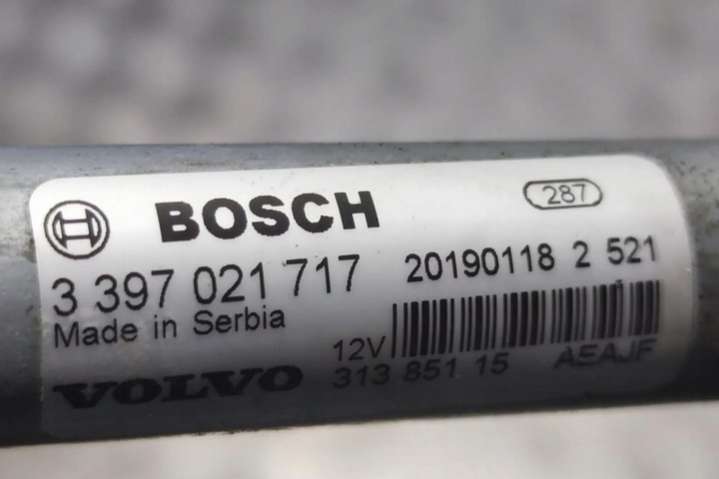 BOSCH 287
3 397 021 717 20190118 2 521
Made in Serbia
12V
VOLVO 313 851 15 AEAJF